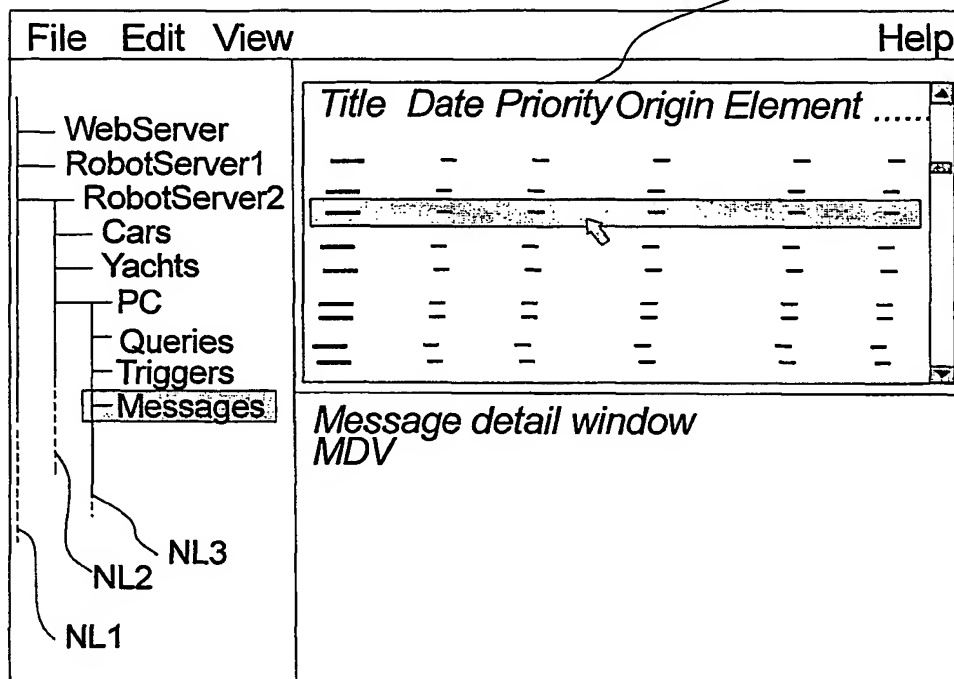 File Edit View Help
Title Date Priority Origin Element ......
WebServer
RobotServer1
RobotServer2
Cars
Yachts
PC
Queries
Triggers
Messages
Message detail window
MDV
NL3
NL2
NL1